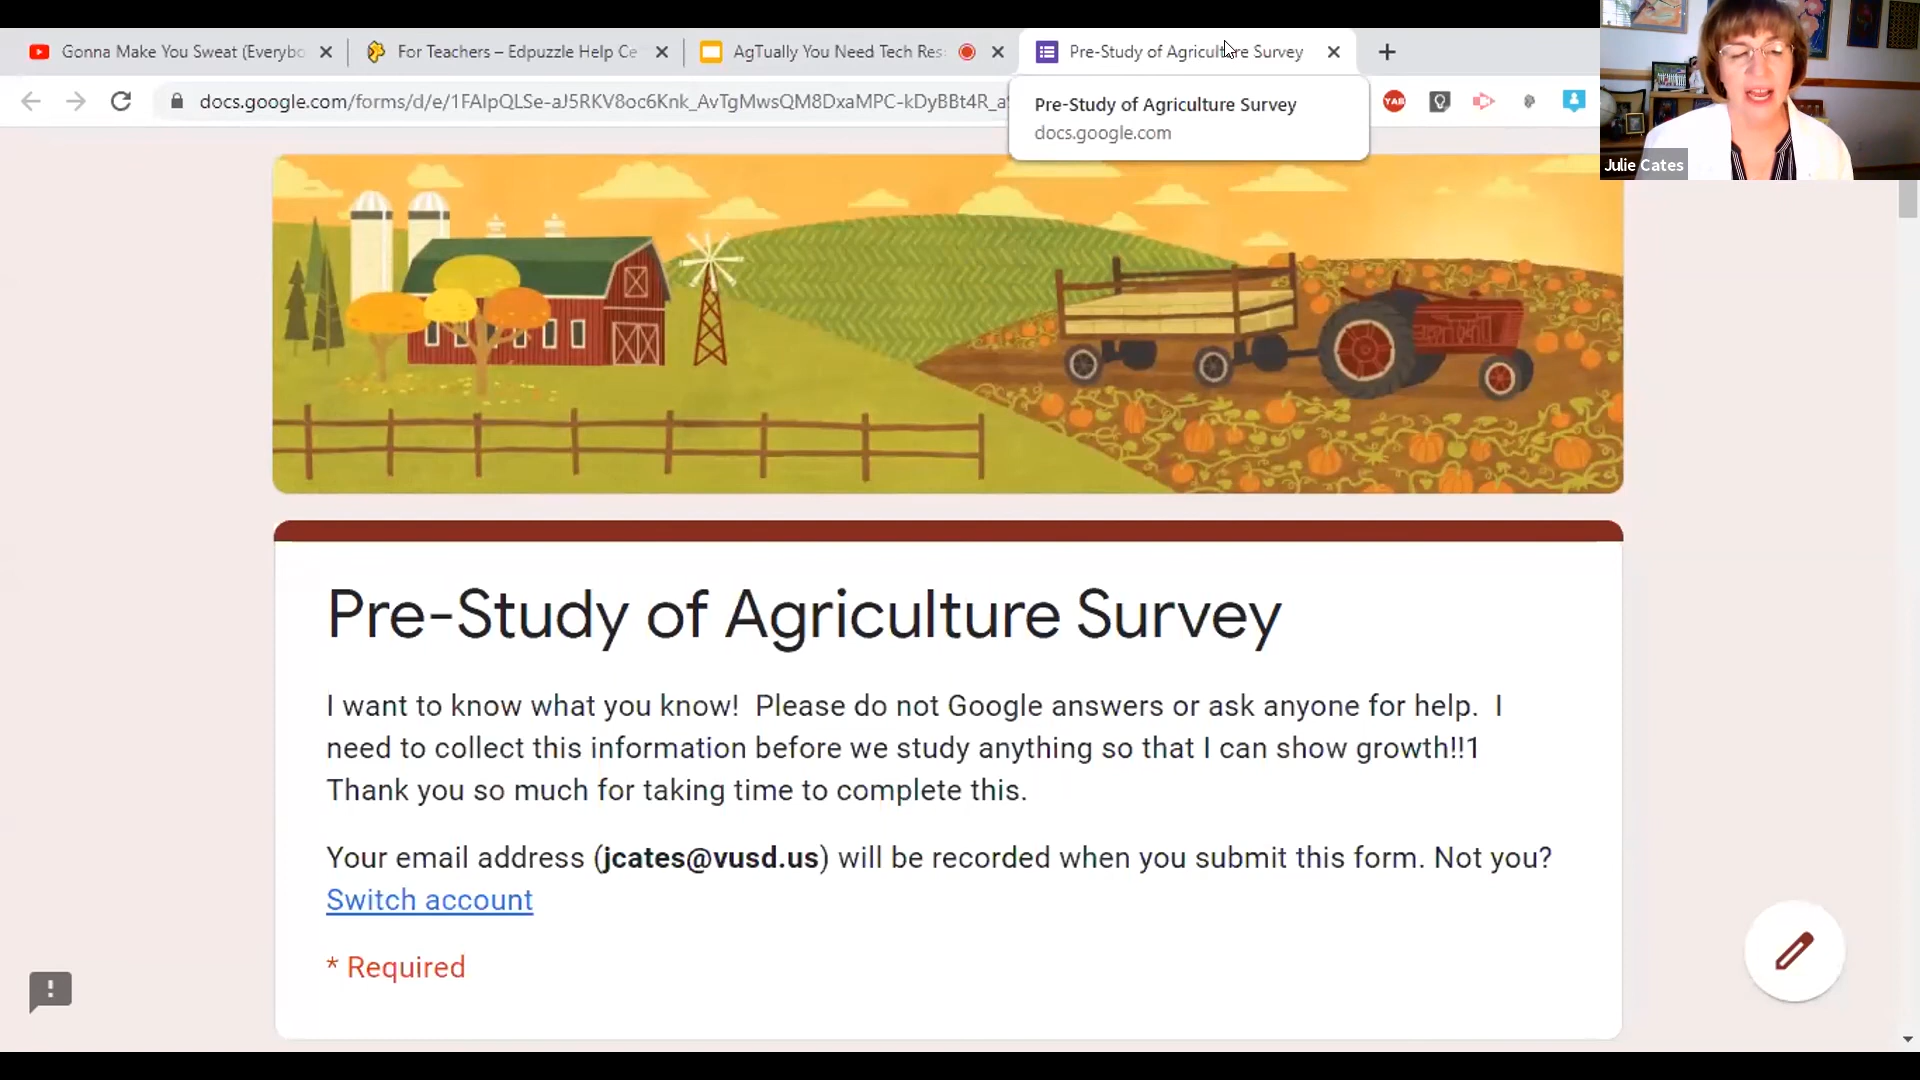 Gonna Make You Sweat (Everybo
For Teachers – Edpuzzle Help Ce
AgTually You Need Tech Res
Pre-Study of Agriculture Survey
docs.google.com/forms/d/e/1FAIpQLSe-aJ5RKV8oc6Knk_AvTgMwsQM8DxaMPC-kDyBBt4R_a
Pre-Study of Agriculture Survey
docs.google.com
YAB
Julie Cates
Pre-Study of Agriculture Survey
I want to know what you know!  Please do not Google answers or ask anyone for help.  I
need to collect this information before we study anything so that I can show growth!!1
Thank you so much for taking time to complete this.
Your email address (jcates@vusd.us) will be recorded when you submit this form. Not you?
Switch account
* Required